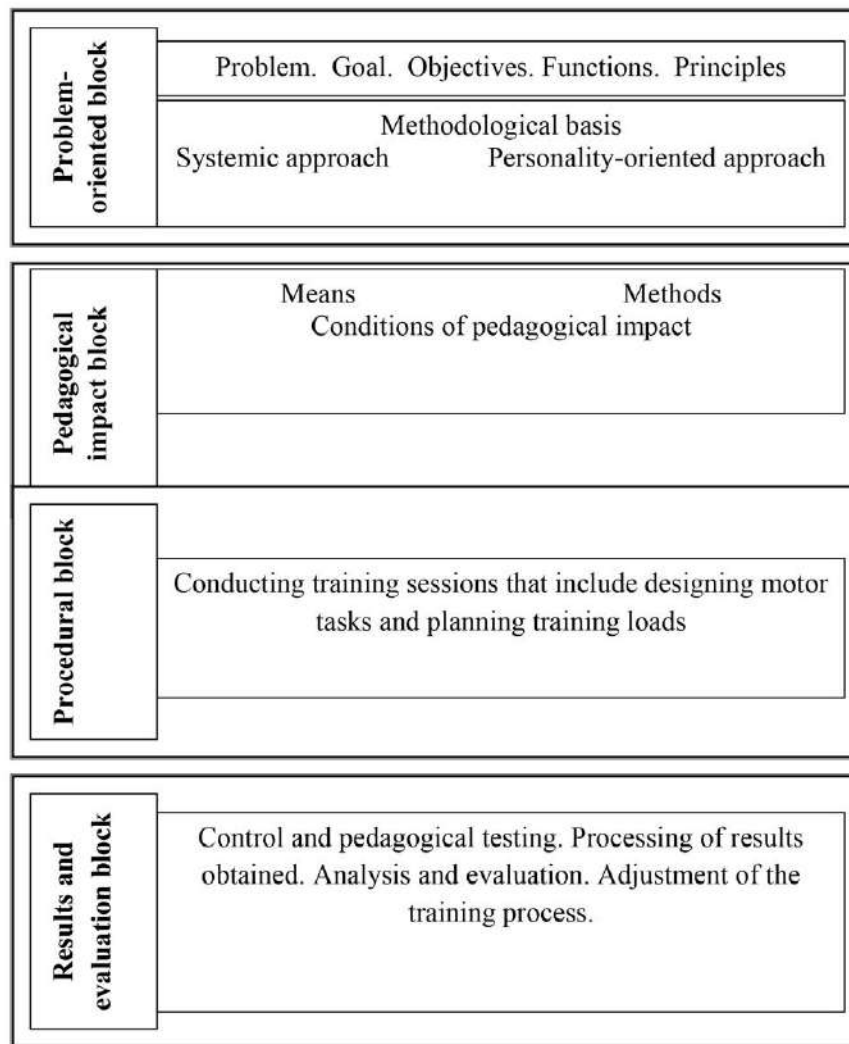 Problem-
oriented block
Problem. Goal. Objectives. Functions. Principles
Methodological basis
Systemic approach Personality-oriented approach
Pedagogical
impact block
Means Methods
Conditions of pedagogical impact
Procedural block
Conducting training sessions that include designing motor
tasks and planning training loads
Results and
evaluation block
Control and pedagogical testing. Processing of results
obtained. Analysis and evaluation. Adjustment of the
training process.